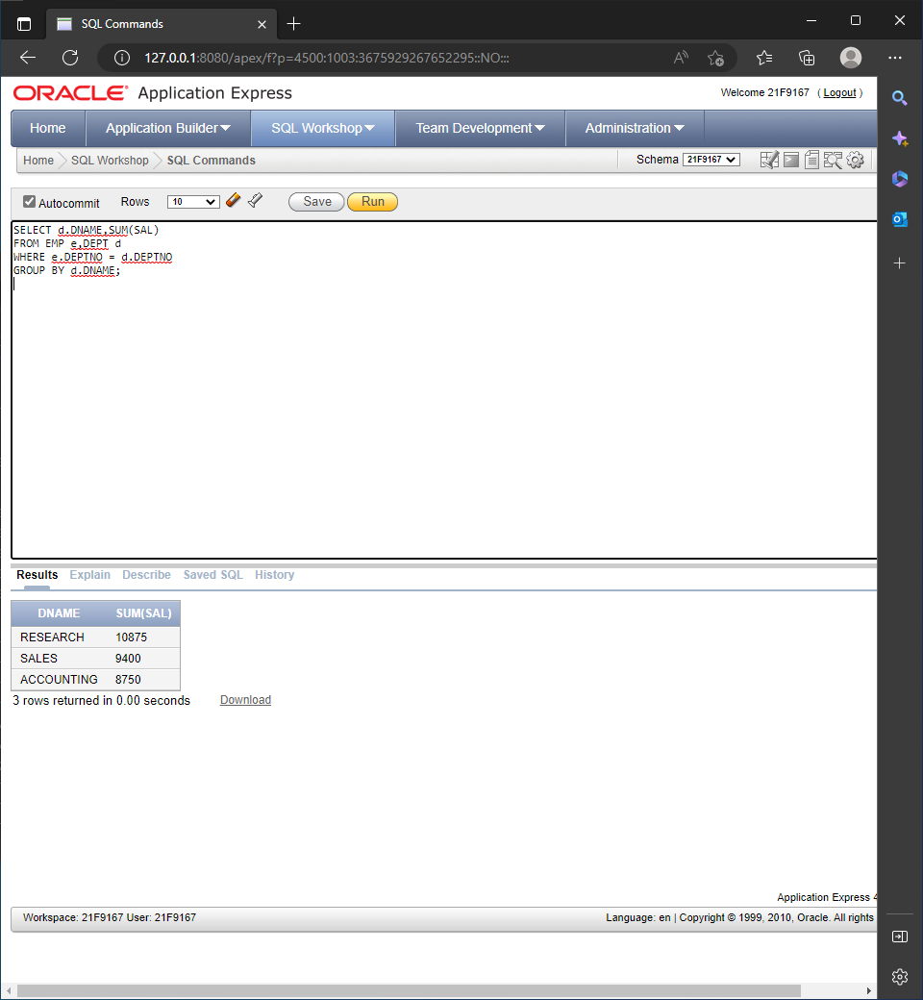 SQL Commands
127.0.0.1:8080/apex/f?p=4500:1003:3675929267652295::NO:::
ORACLE Application Express
Welcome 21F9167 ( Logout )
Home Application Builder SQL Workshop Team Development Administration
Home SQL Workshop SQL Commands Schema 21F9167
Autocommit Rows 10 Save Run
SELECT d.DNAME,SUM(SAL)
FROM EMP e,DEPT d
WHERE e.DEPTNO = d.DEPTNO
GROUP BY d.DNAME;
Results Explain Describe Saved SQL History
DNAME SUM(SAL)
RESEARCH 10875
SALES 9400
ACCOUNTING 8750
3 rows returned in 0.00 seconds Download
Application Express 4
Workspace: 21F9167 User: 21F9167 Language: en | Copyright © 1999, 2010, Oracle. All rights